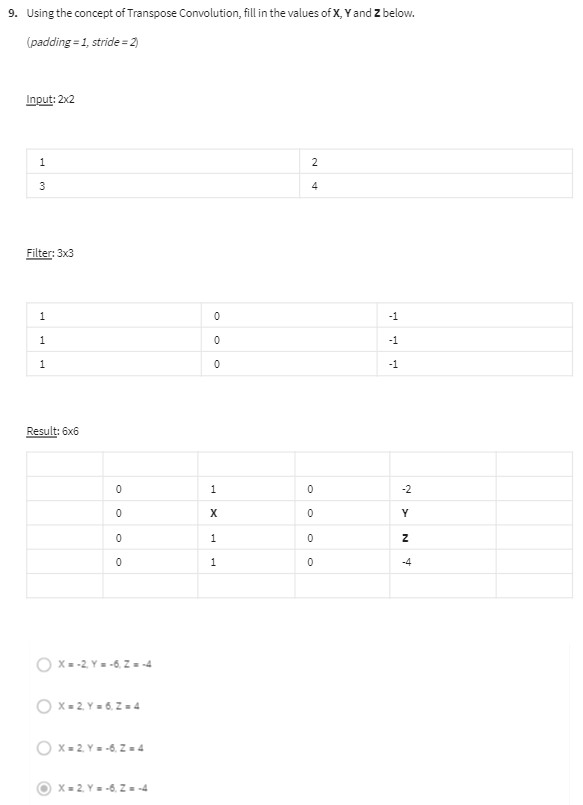 9. Using the concept of Transpose Convolution, fill in the values of X, Y and Z below.
(padding = 1, stride = 2)
Input: 2x2
1 2
3 4
Filter: 3x3
1 0 -1
1 0 -1
1 0 -1
Result: 6x6
0 1 0 -2
0 X 0 Y
0 1 0 Z
0 1 0 -4
X = -2, Y = -6, Z = -4
X = 2, Y = 6, Z = 4
X = 2, Y = -6, Z = 4
X = 2, Y = -6, Z = -4